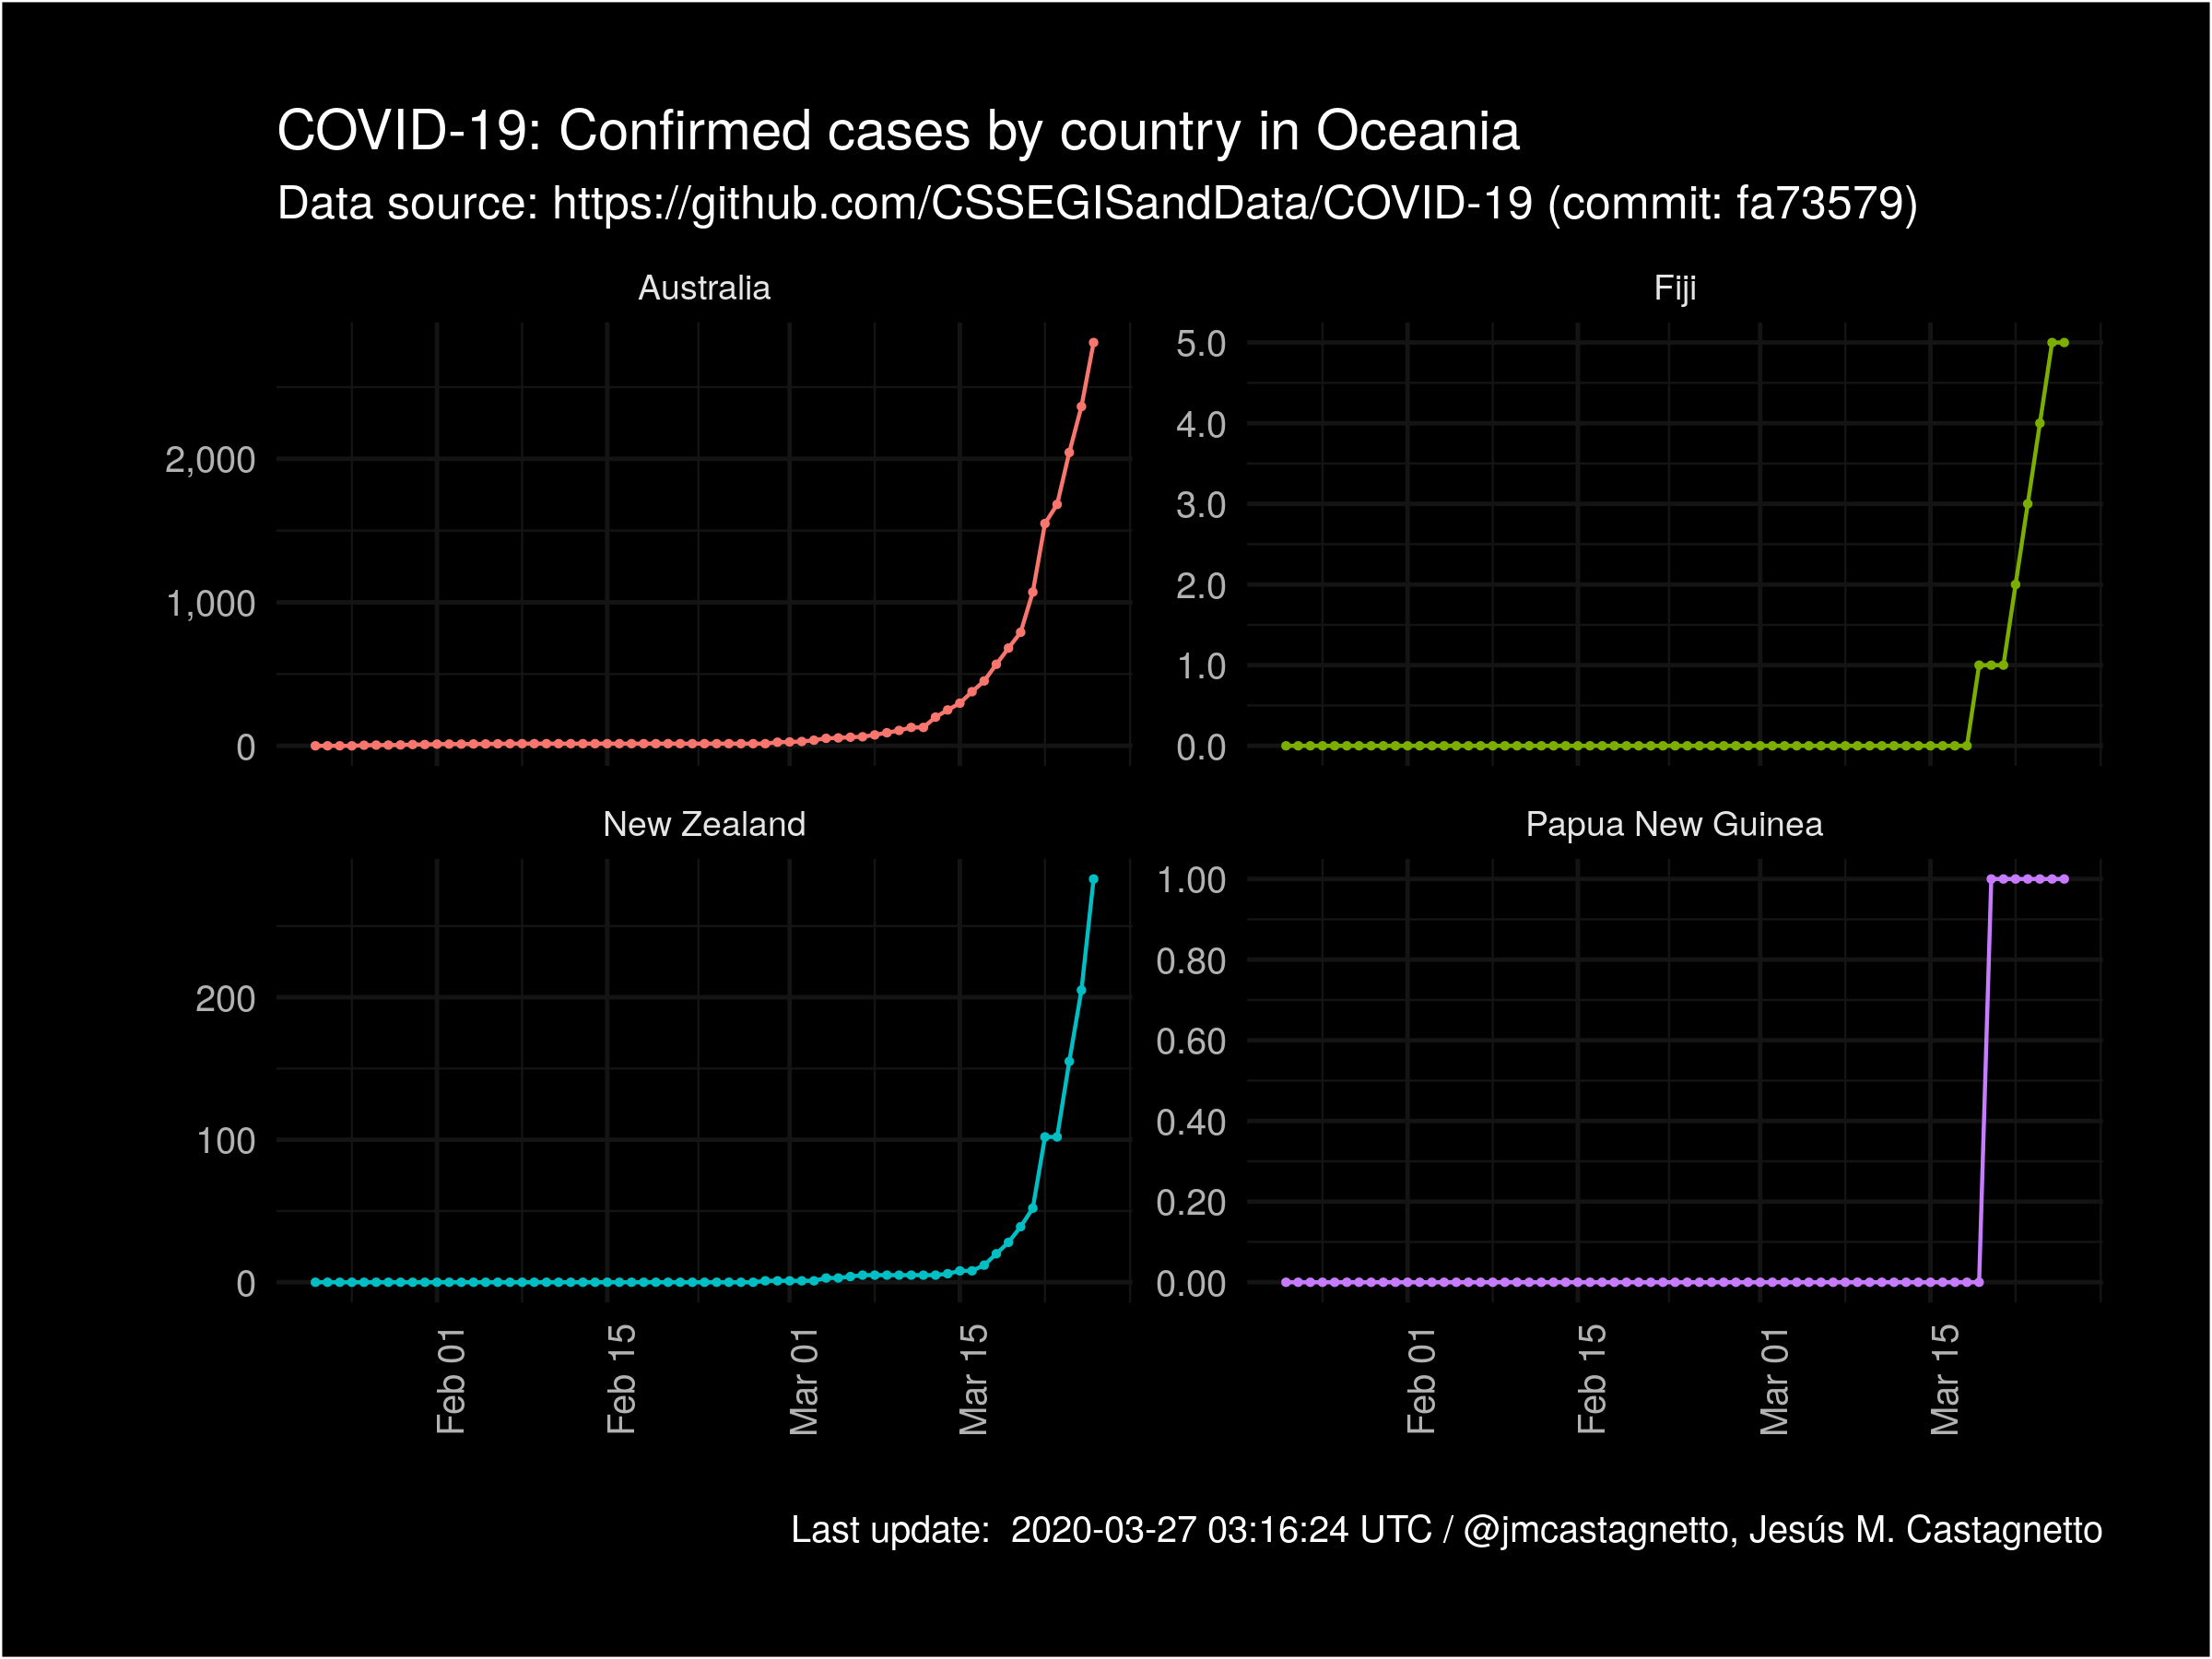 COVID-19: Confirmed cases by country in Oceania
Data source: https://github.com/CSSEGISandData/COVID-19 (commit: fa73579)
Australia
2,000
1,000
0
Fiji
5.0
4.0
3.0
2.0
1.0
0.0
New Zealand
200
100
0
Feb 01
Feb 15
Mar 01
Mar 15
Papua New Guinea
1.00
0.80
0.60
0.40
0.20
0.00
Feb 01
Feb 15
Mar 01
Mar 15
Last update:  2020-03-27 03:16:24 UTC / @jmcastagnetto, Jesús M. Castagnetto